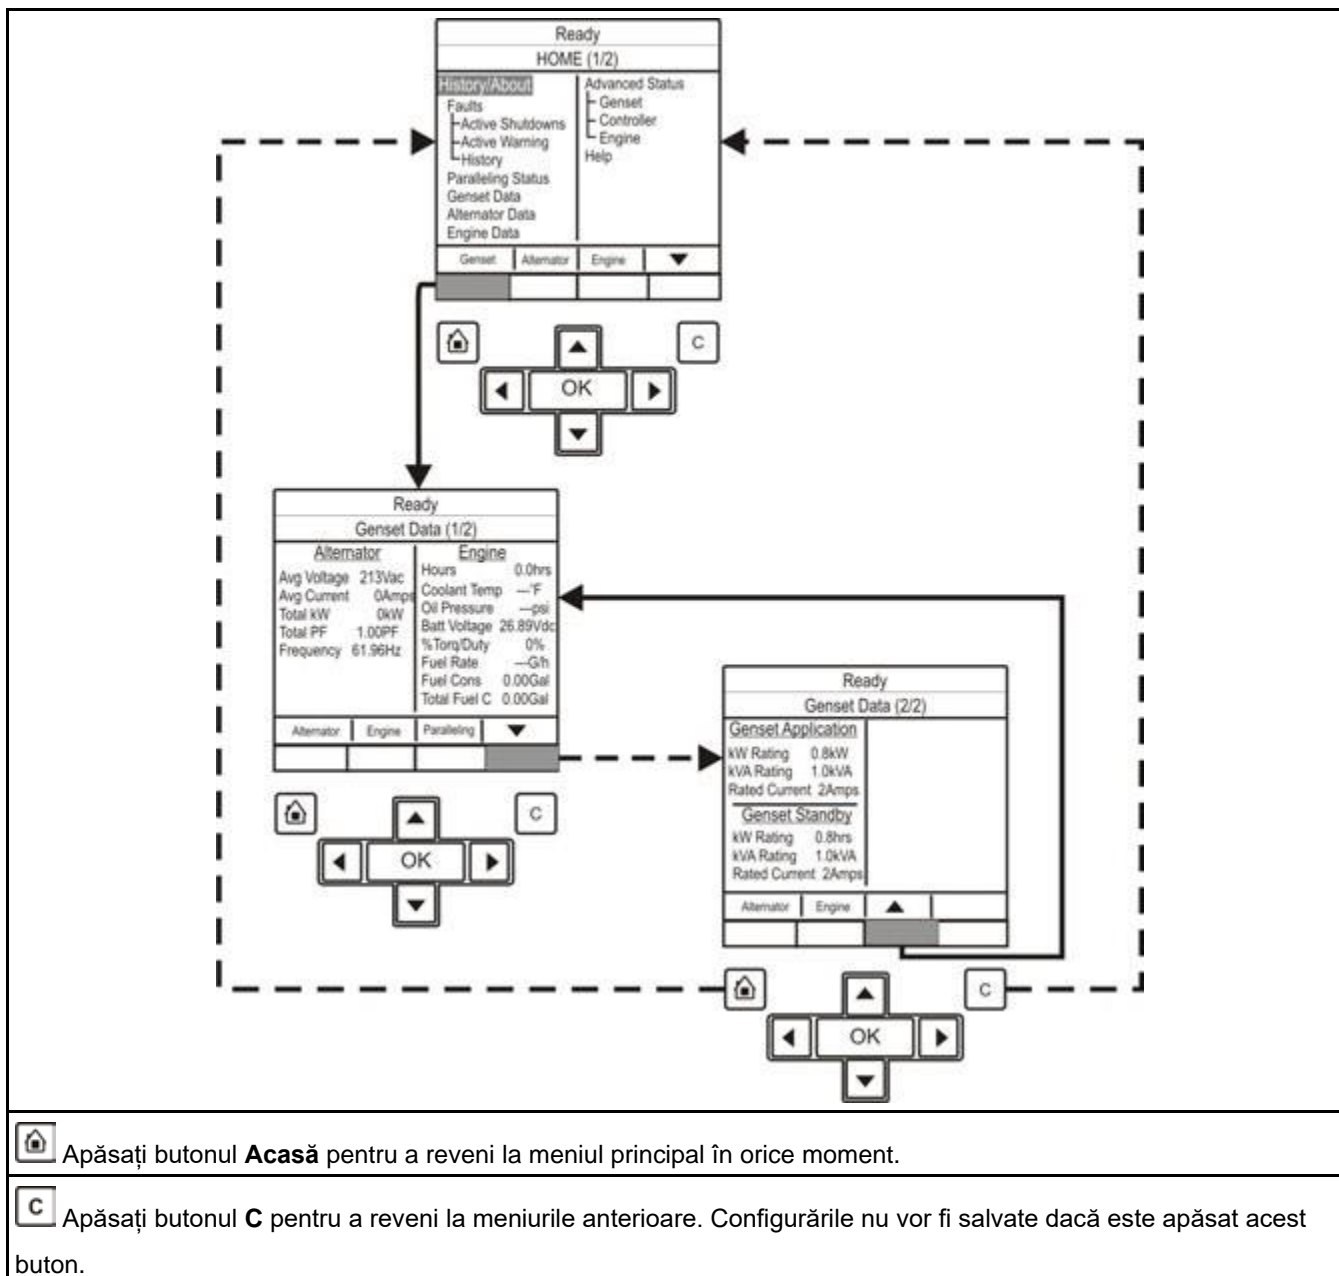 Ready
HOME (1/2)
History/About
Faults
Active Shutdowns
Active Warning
History
Paralleling Status
Genset Data
Alternator Data
Engine Data
Advanced Status
Genset
Controller
Engine
Help
Genset Alternator Engine
C
OK
Ready
Genset Data (1/2)
Alternator
Avg Voltage 213Vac
Avg Current 0Amps
Total kW 0kW
Total PF 1.00PF
Frequency 61.96Hz
Engine
Hours 0.0hrs
Coolant Temp ---°F
Oil Pressure ---psi
Batt Voltage 26.89Vdc
%Torq/Duty 0%
Fuel Rate ---G/h
Fuel Cons 0.00Gal
Total Fuel C 0.00Gal
Alternator Engine Paralleling
C
OK
Ready
Genset Data (2/2)
Genset Application
kW Rating 0.8kW
kVA Rating 1.0kVA
Rated Current 2Amps
Genset Standby
kW Rating 0.8hrs
kVA Rating 1.0kVA
Rated Current 2Amps
Alternator Engine
C
OK
Apăsați butonul Acasă pentru a reveni la meniul principal în orice moment.
C Apăsați butonul C pentru a reveni la meniurile anterioare. Configurările nu vor fi salvate dacă este apăsat acest
buton.